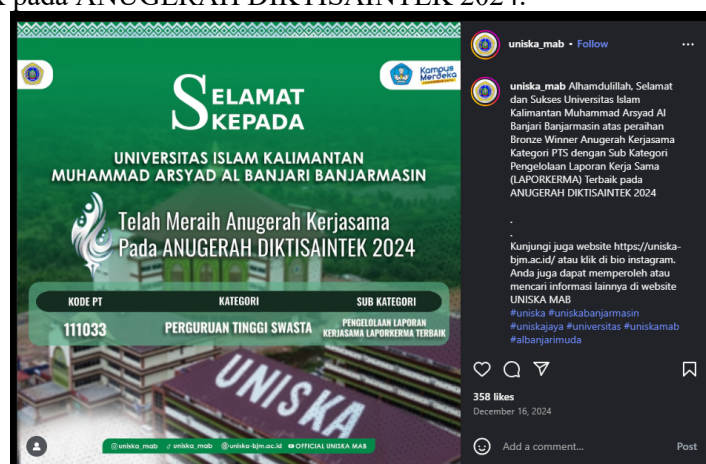 pada ANUGERAH DIKTISAINTEK 2024.
Kampus
Merdeka
SELAMAT
KEPADA
UNIVERSITAS ISLAM KALIMANTAN
MUHAMMAD ARSYAD AL BANJARI BANJARMASIN
Telah Meraih Anugerah Kerjasama
Pada ANUGERAH DIKTISAINTEK 2024
KODE PT KATEGORI SUB KATEGORI
111033 PERGURUAN TINGGI SWASTA PENGELOLAAN LAPORAN
KERJASAMA LAPORKERMA TERBAIK
UNISKA
uniska_mab uniska_mab uniska-bjm.ac.id OFFICIAL UNISKA MAB
uniska_mab • Follow
uniska_mab Alhamdulillah, Selamat
dan Sukses Universitas Islam
Kalimantan Muhammad Arsyad Al
Banjari Banjarmasin atas peraihan
Bronze Winner Anugerah Kerjasama
Kategori PTS dengan Sub Kategori
Pengelolaan Laporan Kerja Sama
(LAPORKERMA) Terbaik pada
ANUGERAH DIKTISAINTEK 2024
.
.
Kunjungi juga website https://uniska-
bjm.ac.id/ atau klik di bio instagram.
Anda juga dapat memperoleh atau
mencari informasi lainnya di website
UNISKA MAB
#uniska #uniskabanjarmasin
#uniskajaya #universitas #uniskamab
#albanjarimuda
358 likes
December 16, 2024
Add a comment... Post